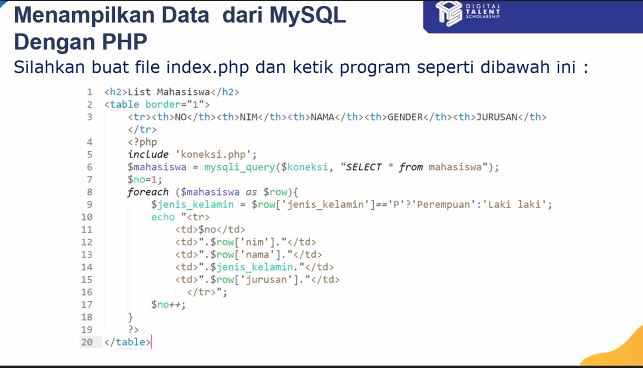 Menampilkan Data dari MySQL
Dengan PHP
DIGITAL
TALENT
SCHOLARSHIP
Silahkan buat file index.php dan ketik program seperti dibawah ini :
1 <h2>List Mahasiswa</h2>
2 <table border="1">
3 <tr><th>NO</th><th>NIM</th><th>NAMA</th><th>GENDER</th><th>JURUSAN</th>
</tr>
4 <?php
5 include 'koneksi.php';
6 $mahasiswa = mysqli_query($koneksi, "SELECT * from mahasiswa");
7 $no=1;
8 foreach ($mahasiswa as $row){
9 $jenis_kelamin = $row['jenis_kelamin']=='P'?'Perempuan':'Laki laki';
10 echo "<tr>
11 <td>$no</td>
12 <td>".$row['nim']."</td>
13 <td>".$row['nama']."</td>
14 <td>".$jenis_kelamin."</td>
15 <td>".$row['jurusan']."</td>
16 </tr>";
17 $no++;
18 }
19 ?>
20 </table>